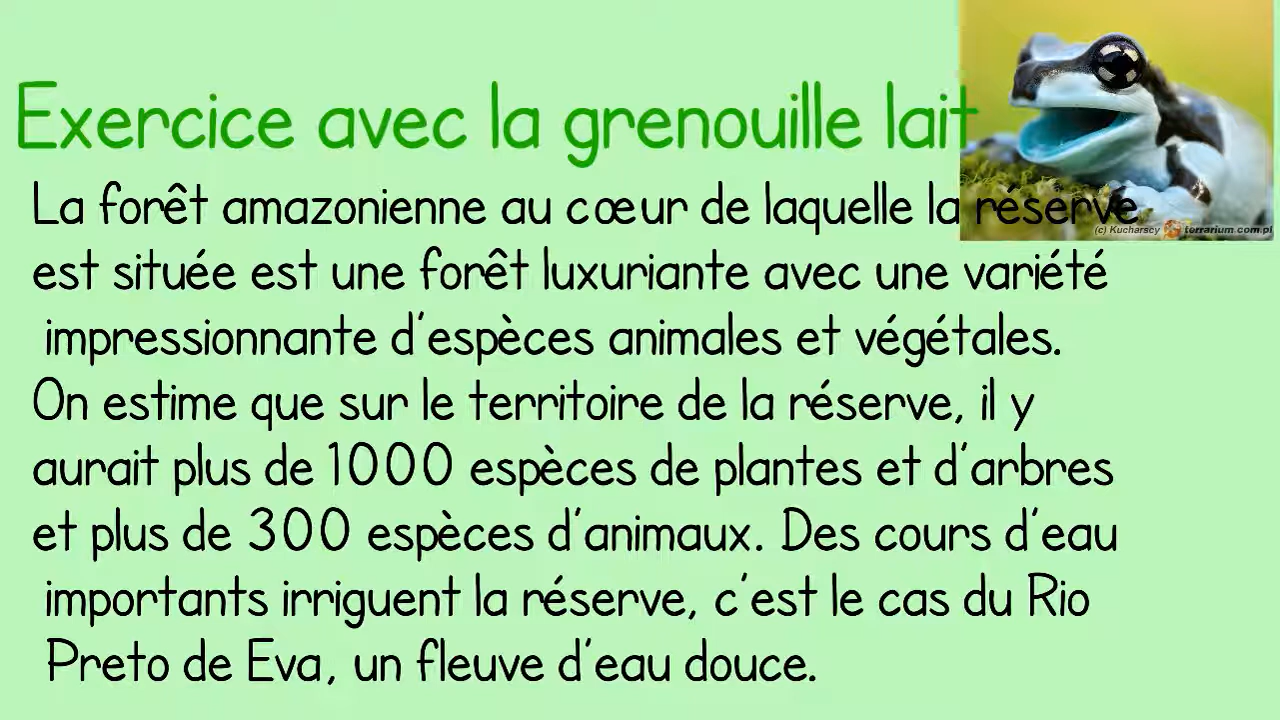 Exercice avec la grenouille lait
La forêt amazonienne au cœur de laquelle la réserve
(c) Kucharscy terrarium.com.pl
est située est une forêt luxuriante avec une variété
impressionnante d'espèces animales et végétales.
On estime que sur le territoire de la réserve, il y
aurait plus de 1000 espèces de plantes et d'arbres
et plus de 300 espèces d'animaux. Des cours d'eau
importants irriguent la réserve, c'est le cas du Rio
Preto de Eva, un fleuve d'eau douce.